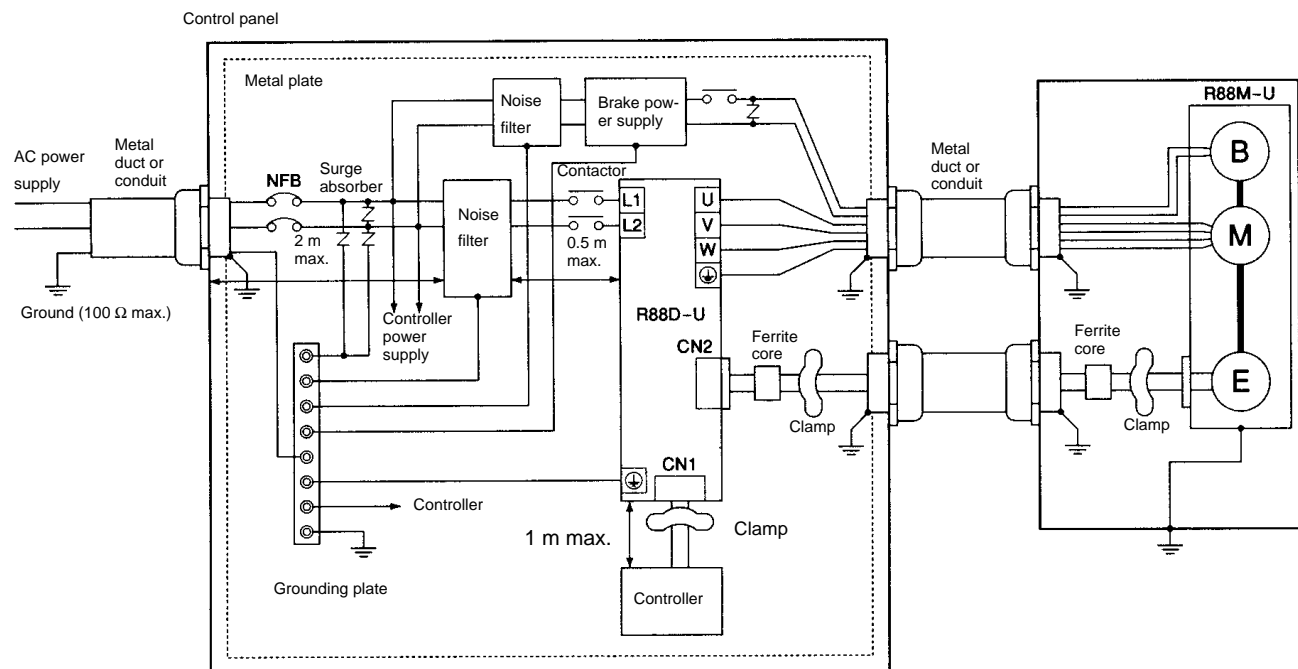 Control panel
Metal plate
R88M-U
Noise
filter
Brake pow-
er supply
B
AC power
supply
Metal
duct or
conduit
NFB
Surge
absorber
Contactor
Metal
duct or
conduit
L1
L2
U
V
W
M
Noise
filter
2 m
max.
0.5 m
max.
Ground (100 Ω max.)
Controller
power
supply
R88D-U
CN2
Ferrite
core
Clamp
Ferrite
core
Clamp
E
CN1
Controller
1 m max.
Clamp
Grounding plate
Controller